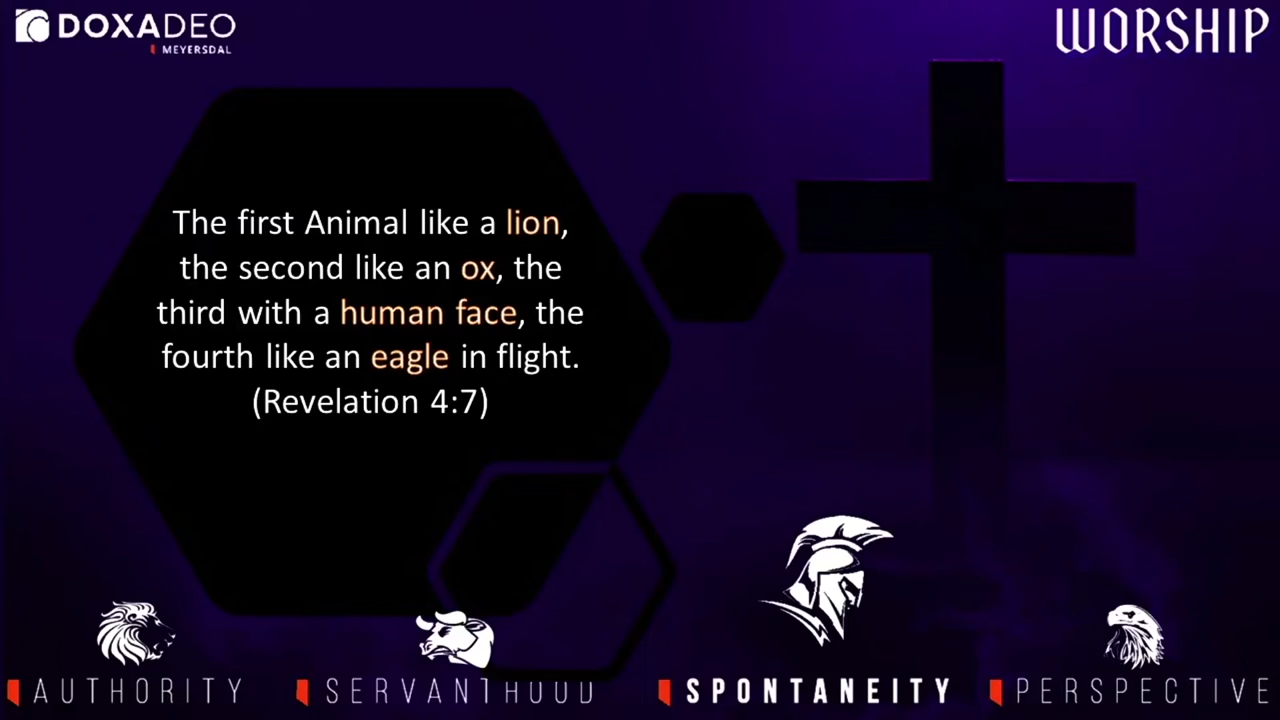 DOXADEO
MEYERSDAL
WORSHIP
The first Animal like a lion,
the second like an ox, the
third with a human face, the
fourth like an eagle in flight.
(Revelation 4:7)
AUTHORITY
SERVANTHOOD
SPONTANEITY
PERSPECTIVE